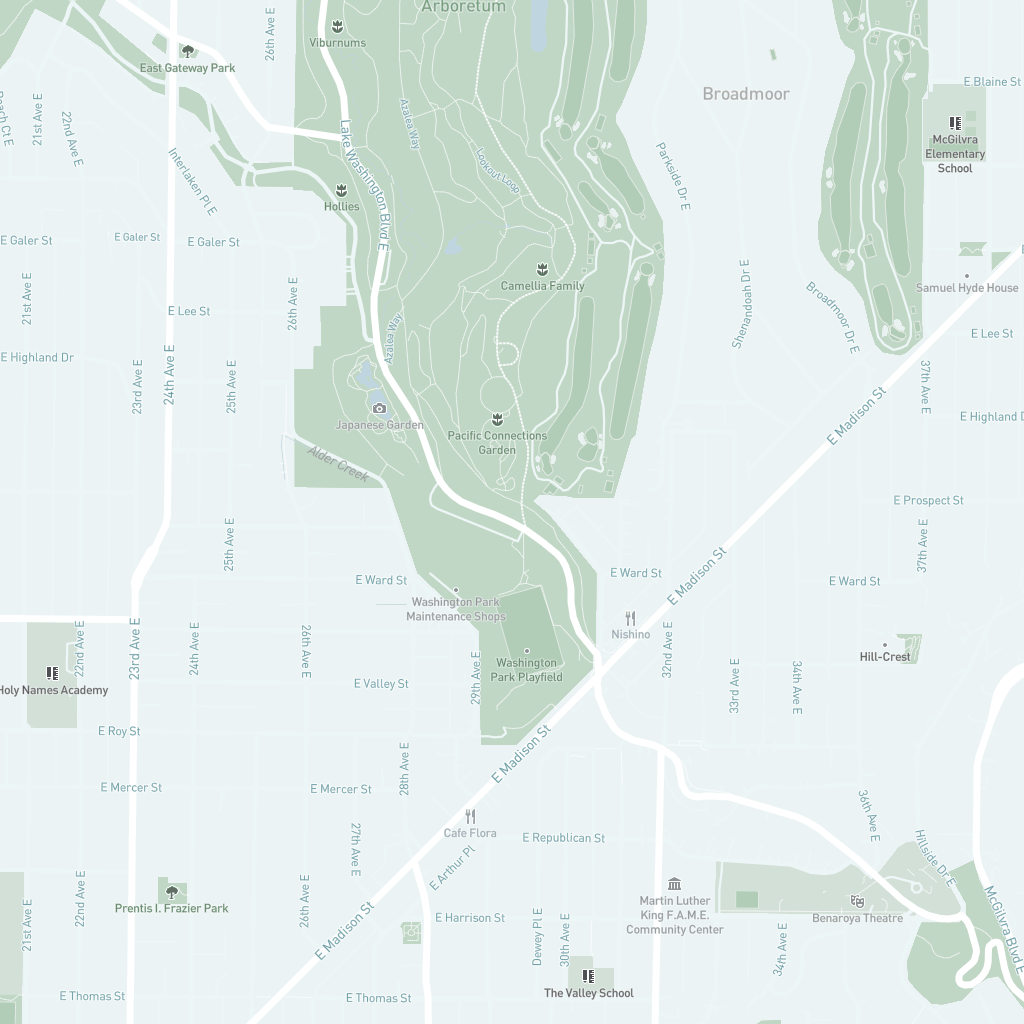 Arboretum
26th Ave E
Viburnums
East Gateway Park
E Blaine St
Broadmoor
21st Ave E
22nd Ave E
Azalea Way
Lake Washington Blvd E
Lookout Loop
McGilvra
Elementary
School
Parkside Dr E
Interlaken Pl E
Hollies
E Galer St
E Galer St
E Galer St
Camellia Family
Shenandoah Dr E
Samuel Hyde House
21st Ave E
26th Ave E
E Lee St
Broadmoor Dr E
E Lee St
Azalea Way
E Highland Dr
23rd Ave E
24th Ave E
25th Ave E
37th Ave E
E Madison St
E Highland D
Japanese Garden
Pacific Connections
Garden
Alder Creek
E Prospect St
25th Ave E
37th Ave E
E Ward St
E Ward St
E Madison St
E Ward St
Washington Park
Maintenance Shops
Nishino
22nd Ave E
23rd Ave E
24th Ave E
26th Ave E
29th Ave E
32nd Ave E
33rd Ave E
34th Ave E
Hill-Crest
Washington
Park Playfield
Holy Names Academy
E Valley St
E Roy St
E Madison St
28th Ave E
E Mercer St
E Mercer St
Cafe Flora
E Republican St
27th Ave E
36th Ave E
Hillside Dr E
E Arthur Pl
McGilvra Blvd E
Prentis I. Frazier Park
21st Ave E
22nd Ave E
26th Ave E
E Madison St
E Harrison St
Dewey Pl E
30th Ave E
Martin Luther
King F.A.M.E.
Community Center
Benaroya Theatre
34th Ave E
E Thomas St
E Thomas St
The Valley School